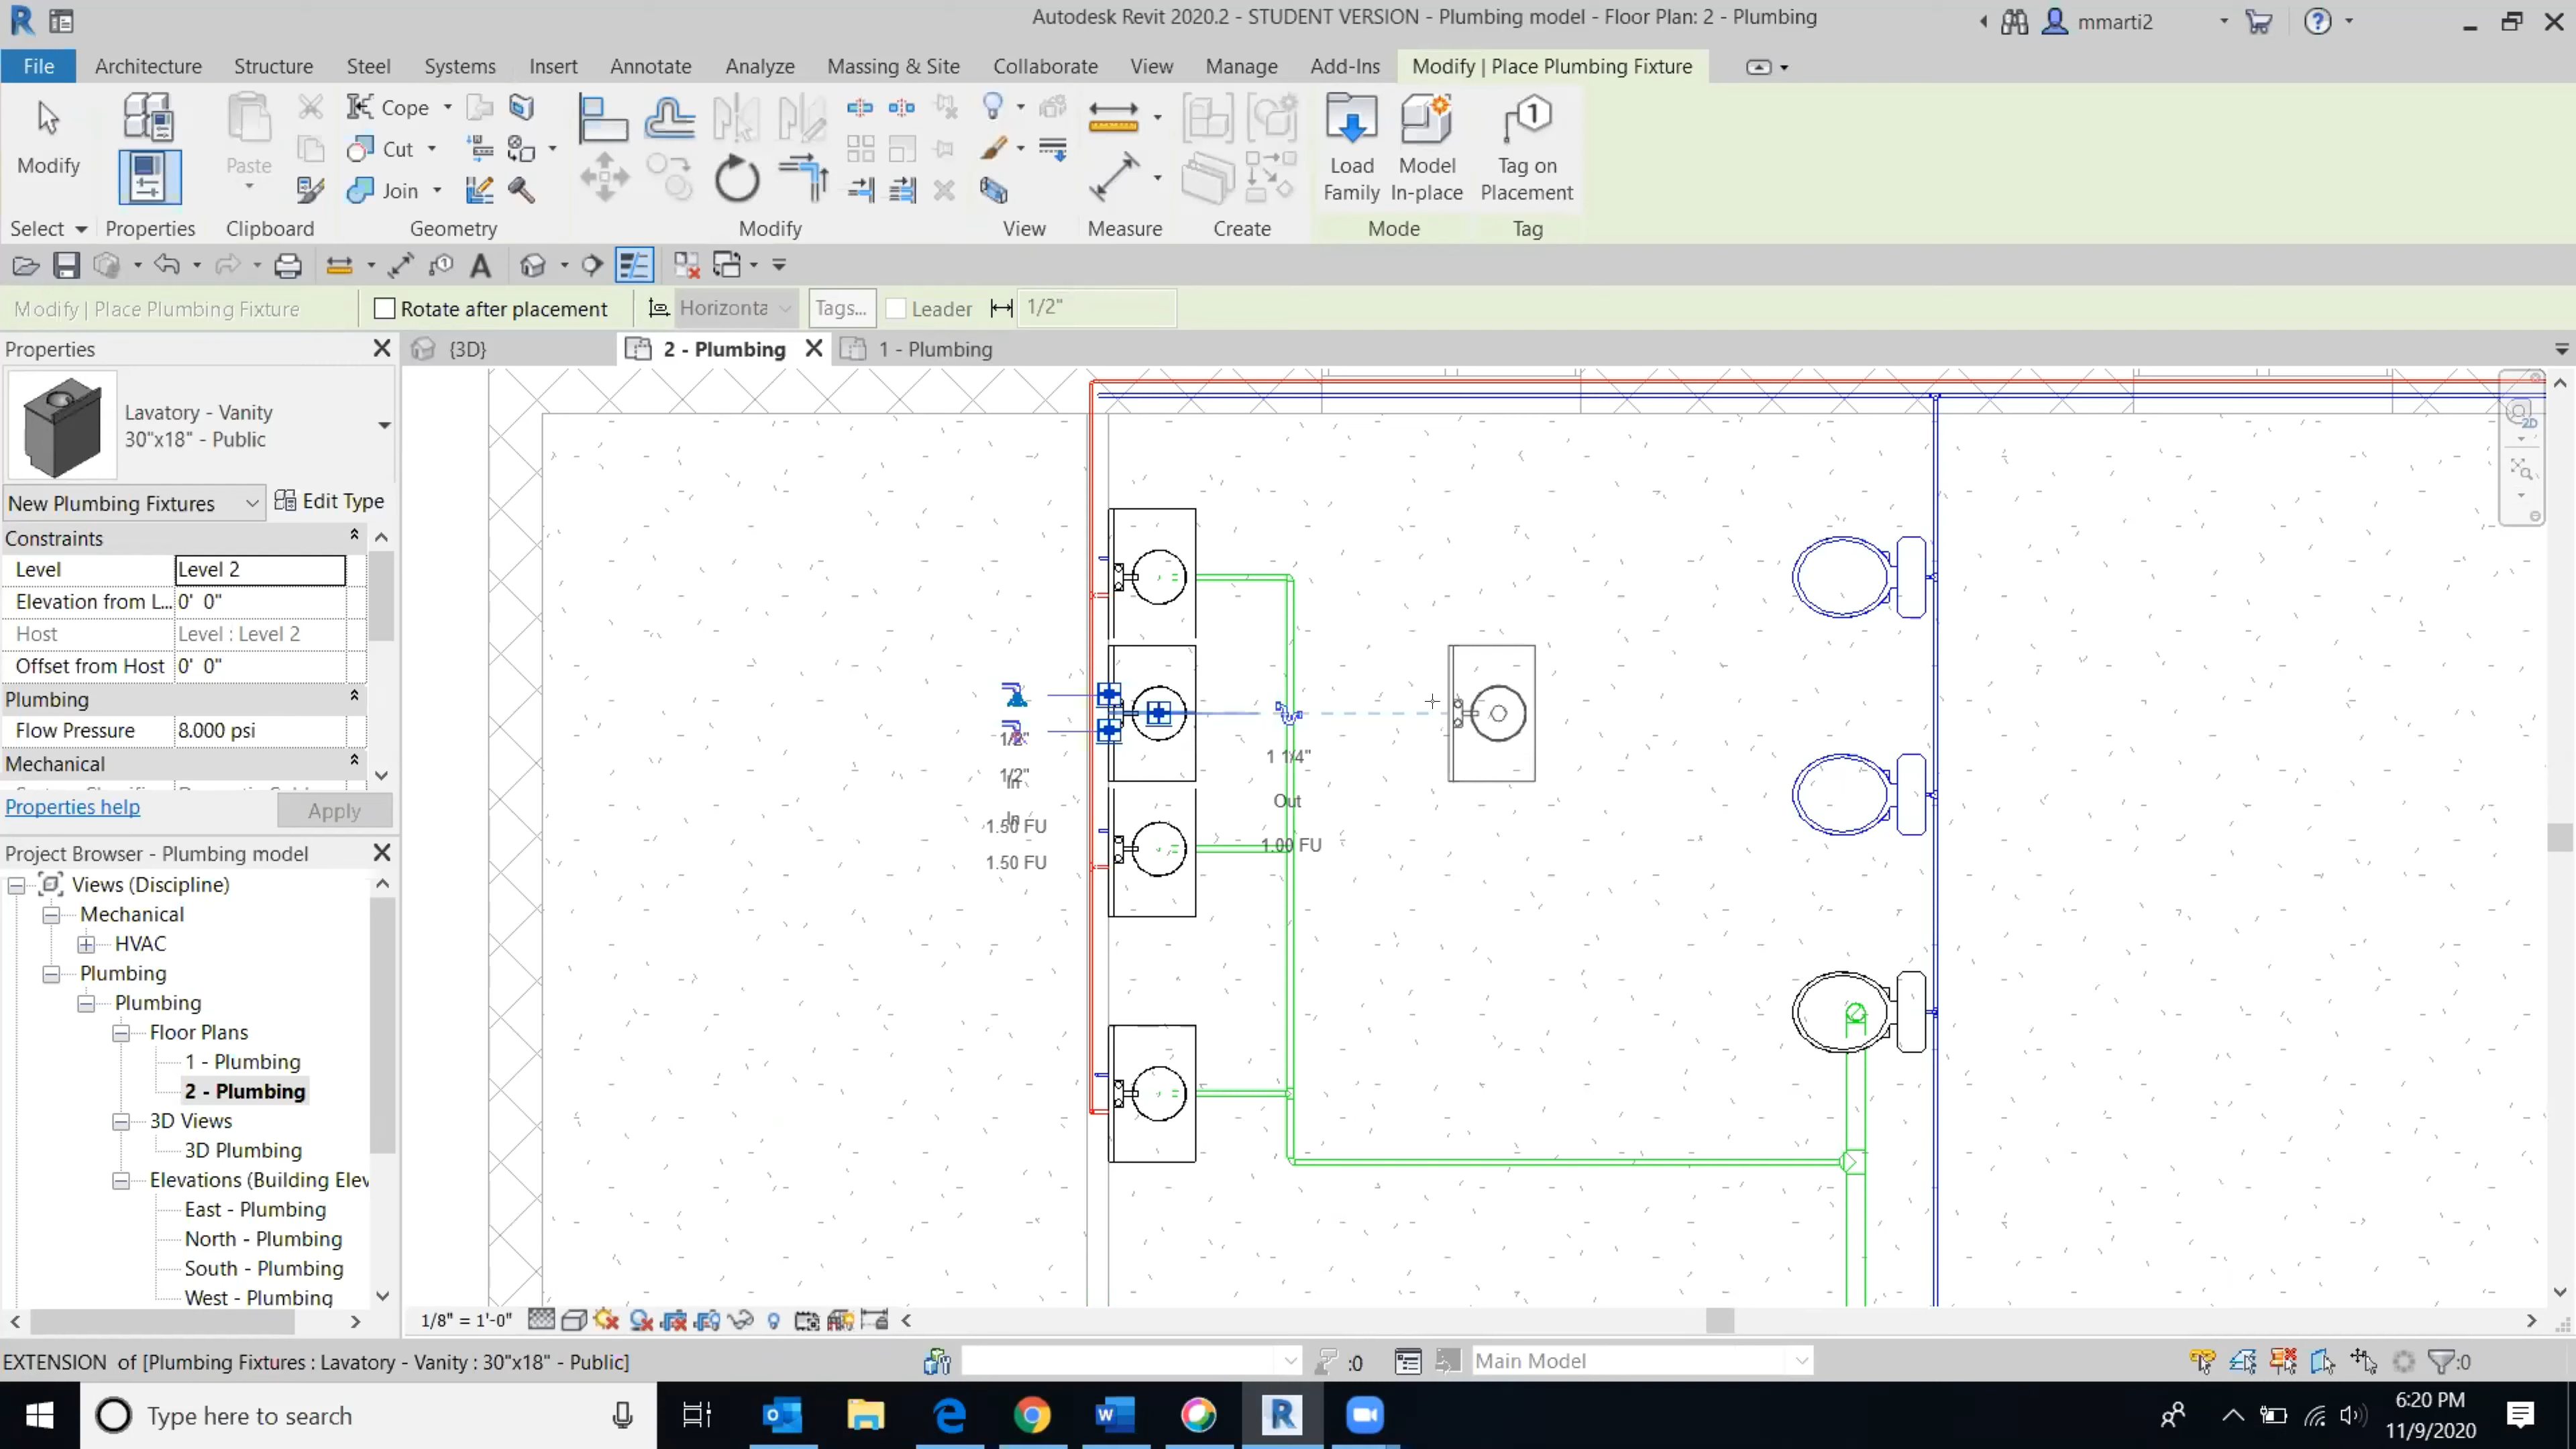 Autodesk Revit 2020.2 - STUDENT VERSION - Plumbing model - Floor Plan: 2 - Plumbing
mmarti2
File Architecture Structure Steel Systems Insert Annotate Analyze Massing & Site Collaborate View Manage Add-Ins Modify | Place Plumbing Fixture
Modify
Paste
Cope
Cut
Join
Load Family
Model In-place
Tag on Placement
Select Properties Clipboard Geometry Modify View Measure Create Mode Tag
Modify | Place Plumbing Fixture Rotate after placement Horizonta Tags... Leader 1/2"
Properties
{3D} 2 - Plumbing 1 - Plumbing
Lavatory - Vanity
30"x18" - Public
New Plumbing Fixtures Edit Type
Constraints
Level Level 2
Elevation from L... 0' 0"
Host Level : Level 2
Offset from Host 0' 0"
Plumbing
Flow Pressure 8.000 psi
Mechanical
Properties help Apply
Project Browser - Plumbing model
Views (Discipline)
Mechanical
HVAC
Plumbing
Plumbing
Floor Plans
1 - Plumbing
2 - Plumbing
3D Views
3D Plumbing
Elevations (Building Elev
East - Plumbing
North - Plumbing
South - Plumbing
West - Plumbing
1/2"
1/2"
In
In
1.50 FU
1.50 FU
1 1/4"
Out
1.00 FU
2D
1/8" = 1'-0"
EXTENSION of [Plumbing Fixtures : Lavatory - Vanity : 30"x18" - Public] :0 Main Model :0
Type here to search
6:20 PM
11/9/2020